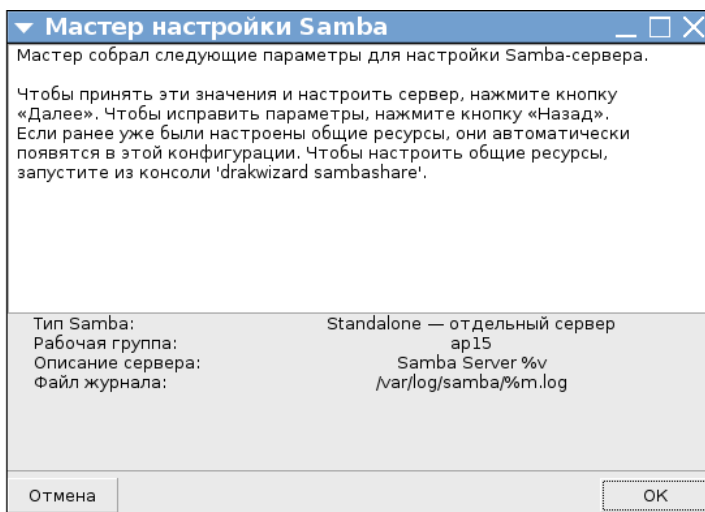 Мастер настройки Samba
Мастер собрал следующие параметры для настройки Samba-сервера.
Чтобы принять эти значения и настроить сервер, нажмите кнопку
«Далее». Чтобы исправить параметры, нажмите кнопку «Назад».
Если ранее уже были настроены общие ресурсы, они автоматически
появятся в этой конфигурации. Чтобы настроить общие ресурсы,
запустите из консоли 'drakwizard sambashare'.
Тип Samba: Standalone — отдельный сервер
Рабочая группа: ap15
Описание сервера: Samba Server %v
Файл журнала: /var/log/samba/%m.log
Отмена OK